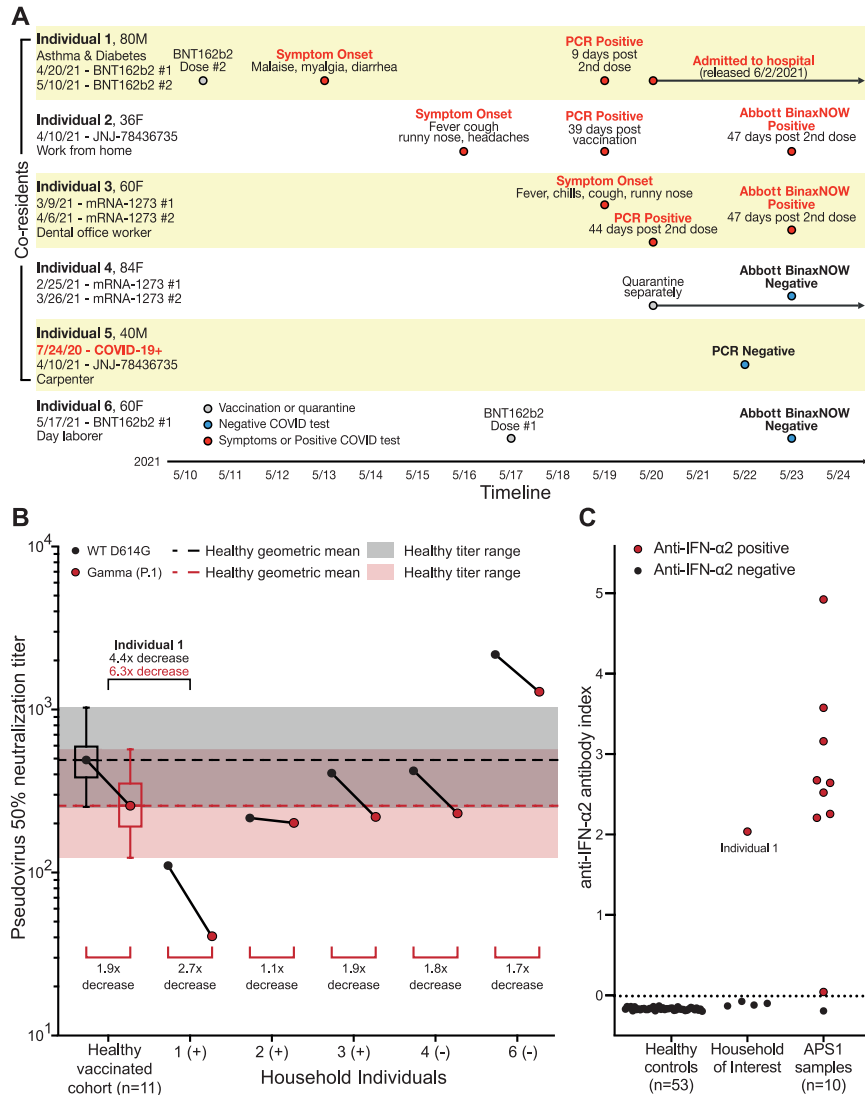 A
Co-residents
Individual 1, 80M
Asthma & Diabetes
4/20/21 - BNT162b2 #1
5/10/21 - BNT162b2 #2
BNT162b2
Dose #2
Symptom Onset
Malaise, myalgia, diarrhea
PCR Positive
9 days post
2nd dose
Admitted to hospital
(released 6/2/2021)
Individual 2, 36F
4/10/21 - JNJ-78436735
Work from home
Symptom Onset
Fever cough
runny nose, headaches
PCR Positive
39 days post
vaccination
Abbott BinaxNOW
Positive
47 days post 2nd dose
Individual 3, 60F
3/9/21 - mRNA-1273 #1
4/6/21 - mRNA-1273 #2
Dental office worker
Symptom Onset
Fever, chills, cough, runny nose
PCR Positive
44 days post 2nd dose
Abbott BinaxNOW
Positive
47 days post 2nd dose
Individual 4, 84F
2/25/21 - mRNA-1273 #1
3/26/21 - mRNA-1273 #2
Quarantine
separately
Abbott BinaxNOW
Negative
Individual 5, 40M
7/24/20 - COVID-19+
4/10/21 - JNJ-78436735
Carpenter
PCR Negative
Individual 6, 60F
5/17/21 - BNT162b2 #1
Day laborer
Vaccination or quarantine
Negative COVID test
Symptoms or Positive COVID test
BNT162b2
Dose #1
Abbott BinaxNOW
Negative
2021
5/10 5/11 5/12 5/13 5/14 5/15 5/16 5/17 5/18 5/19 5/20 5/21 5/22 5/23 5/24
Timeline
B
Pseudovirus 50% neutralization titer
10^4
10^3
10^2
10^1
WT D614G
Healthy geometric mean
Healthy titer range
Gamma (P.1)
Healthy geometric mean
Healthy titer range
Individual 1
4.4x decrease
6.3x decrease
1.9x
decrease
2.7x
decrease
1.1x
decrease
1.9x
decrease
1.8x
decrease
1.7x
decrease
Healthy
vaccinated
cohort (n=11)
1 (+) 2 (+) 3 (+) 4 (-) 6 (-)
Household Individuals
C
Anti-IFN-α2 positive
Anti-IFN-α2 negative
anti-IFN-α2 antibody index
5
4
3
2
1
0
Individual 1
Healthy
controls
(n=53)
Household
of Interest
APS1
samples
(n=10)